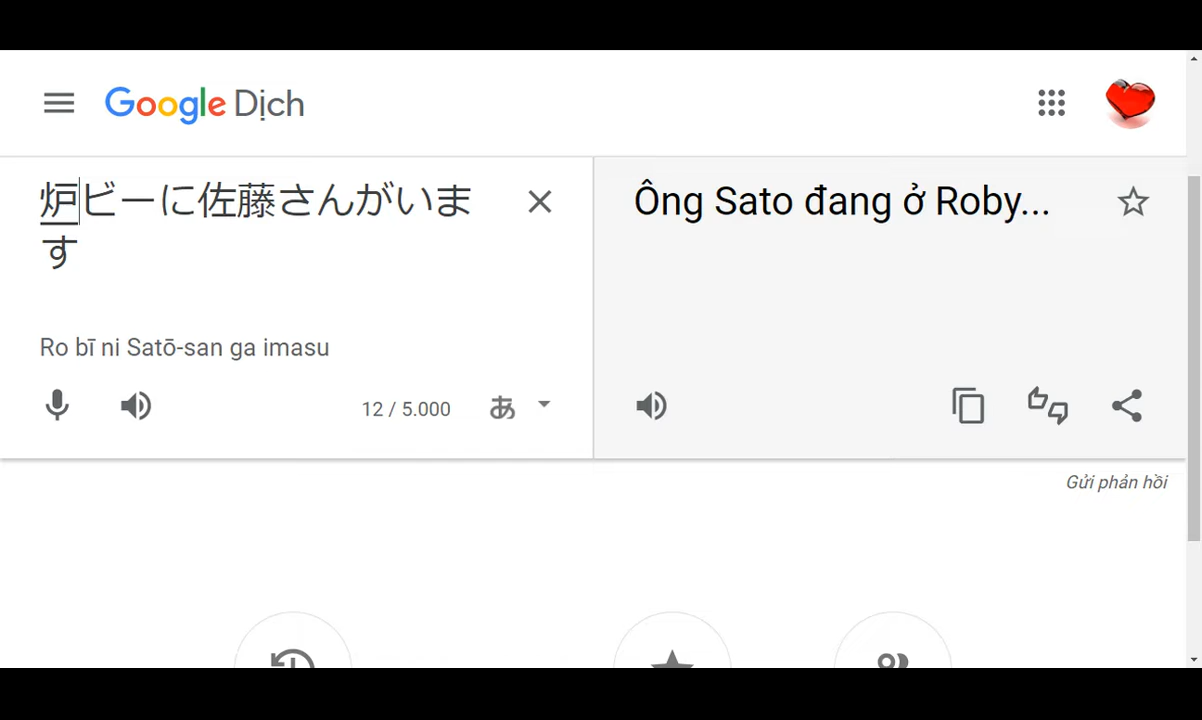 Google Dịch
炉ビーに佐藤さんがいま
す
Ông Sato đang ở Roby...
Ro bī ni Satō-san ga imasu
12 / 5.000
あ
Gửi phản hồi